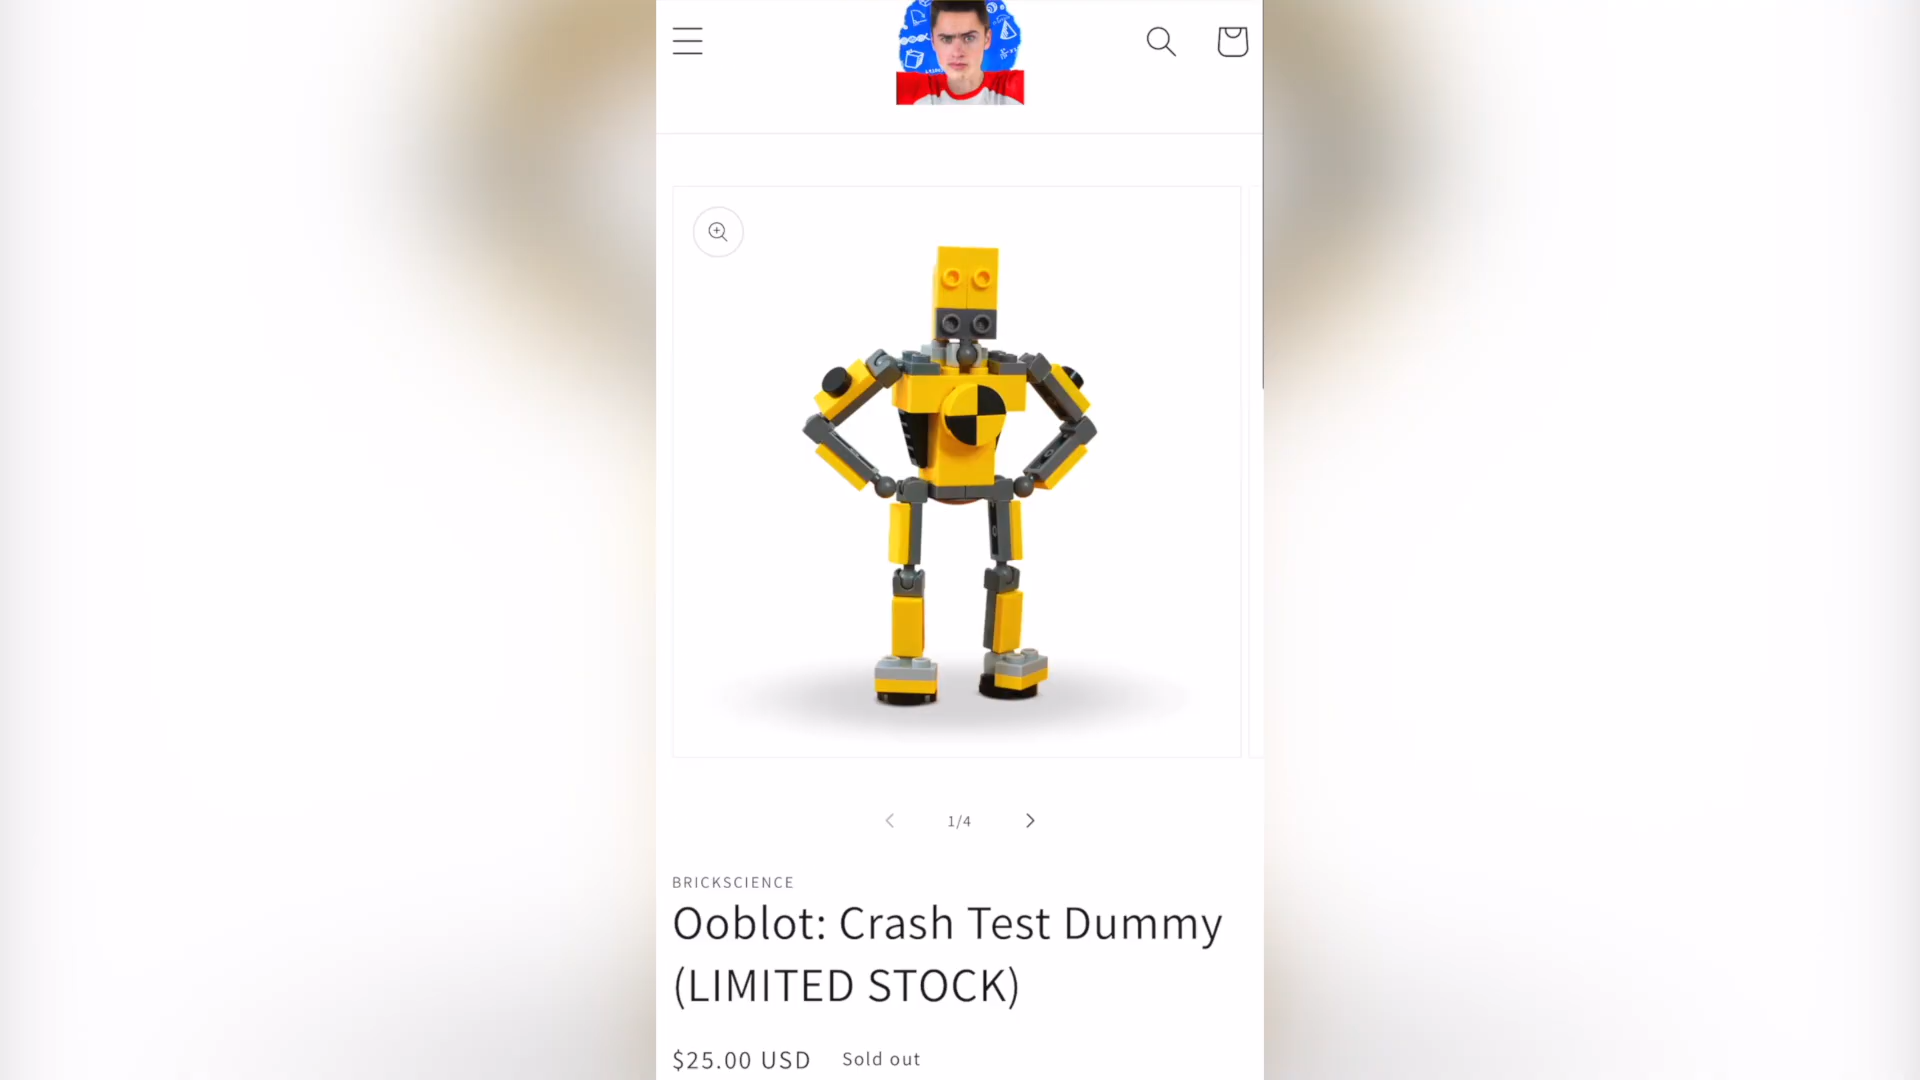 1/4
BRICKSCIENCE
Ooblot: Crash Test Dummy
(LIMITED STOCK)
$25.00 USD Sold out